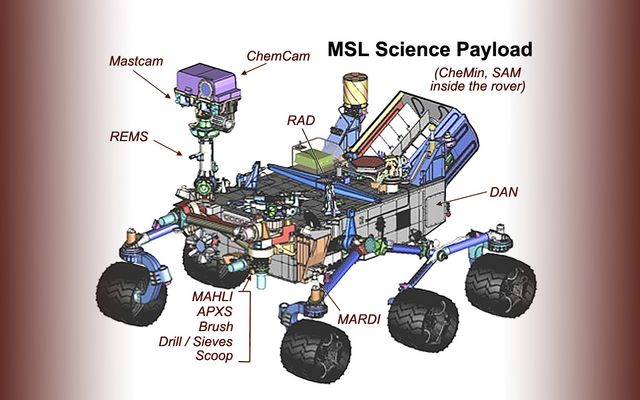 MSL Science Payload
(CheMin, SAM
inside the rover)
Mastcam
ChemCam
RAD
REMS
DAN
MAHLI
APXS
Brush
Drill / Sieves
Scoop
MARDI